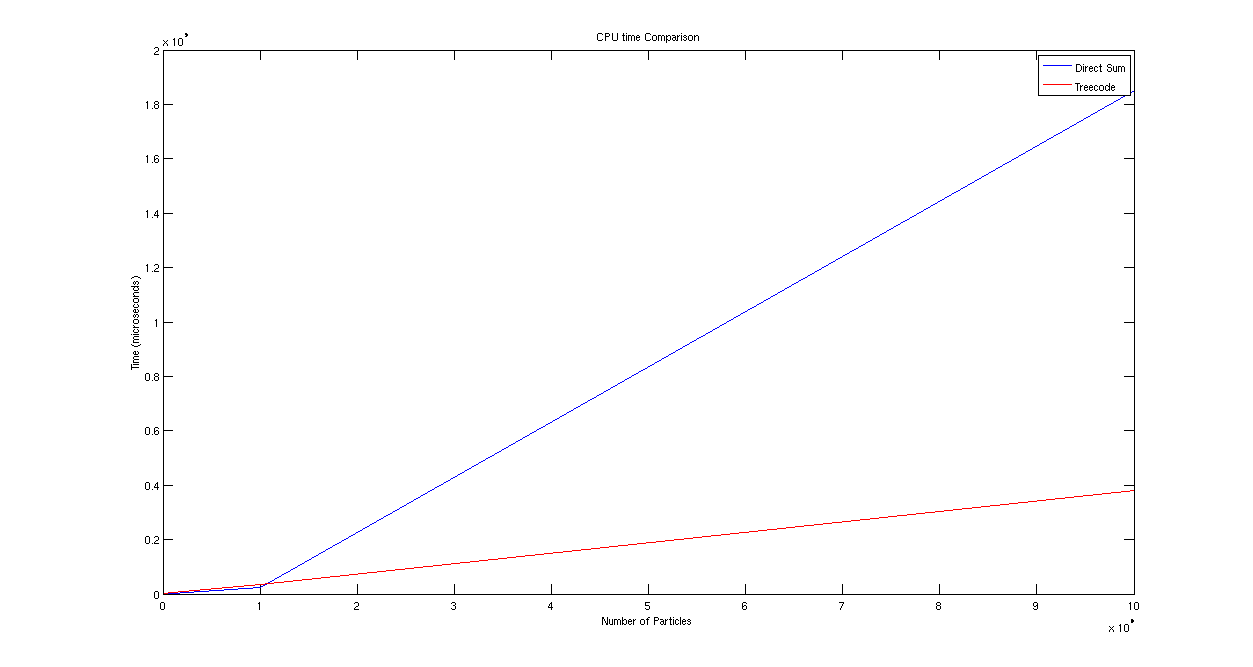 CPU time Comparison
x 10
2
1.8
1.6
1.4
1.2
1
0.8
0.6
0.4
0.2
0
Time (microseconds)
Direct Sum
Treecode
0 1 2 3 4 5 6 7 8 9 10
Number of Particles
x 10